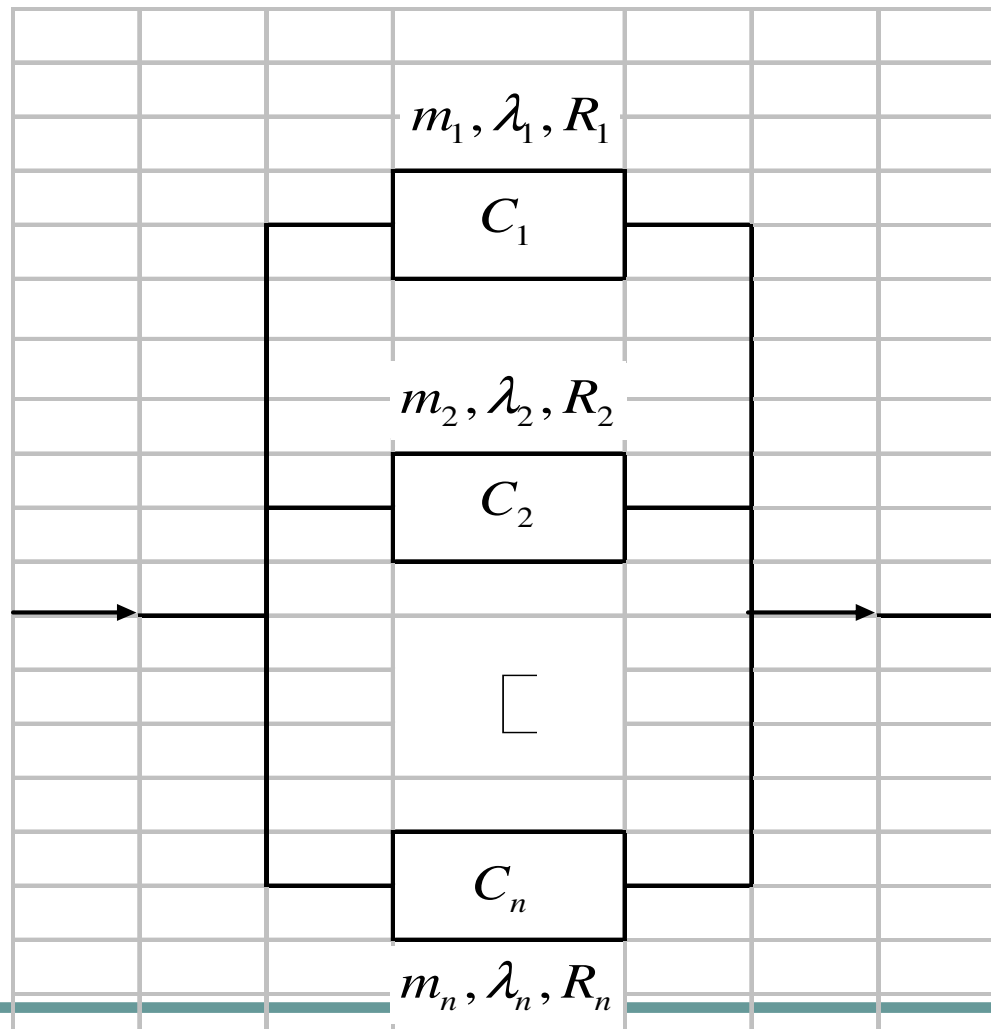 m₁, λ₁, R₁
C₁
m₂, λ₂, R₂
C₂
Cₙ
mₙ, λₙ, Rₙ